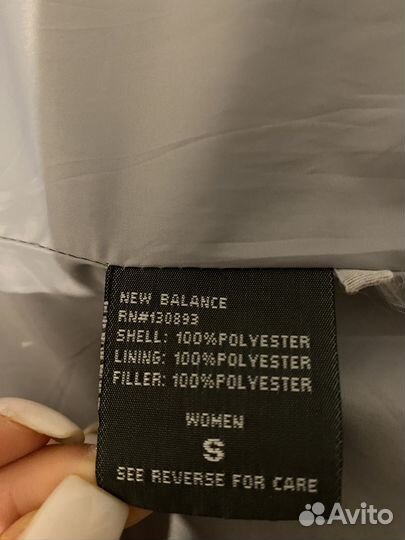 NEW BALANCE
RN#130893
SHELL: 100%POLYESTER
LINING: 100%POLYESTER
FILLER: 100%POLYESTER
WOMEN
S
SEE REVERSE FOR CARE
Avito